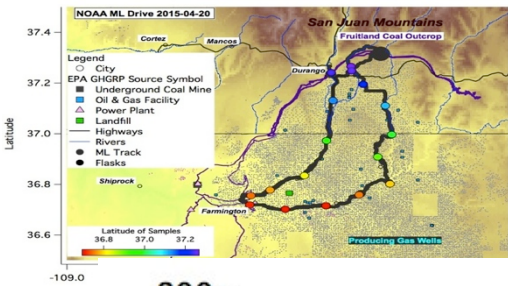 NOAA ML Drive 2015-04-20
San Juan Mountains
Fruitland Coal Outcrop
37.4
Cortez
Mancos
Durango
37.2
Legend
City
EPA GHGRP Source Symbol
Underground Coal Mine
Oil & Gas Facility
Power Plant
Landfill
Highways
Rivers
ML Track
Flasks
Latitude
37.0
36.8
Shiprock
Farmington
Latitude of Samples
36.8 37.0 37.2
36.6
Producing Gas Wells
-109.0